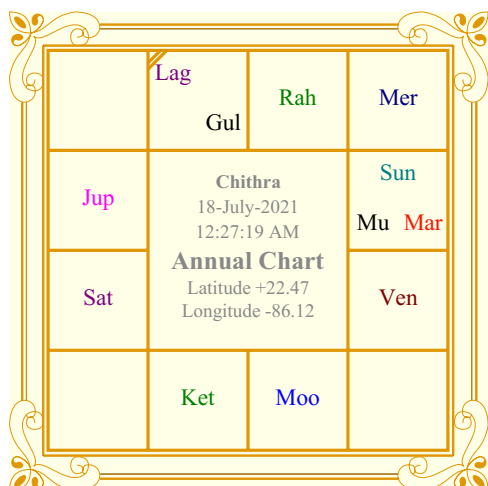 Lag
Gul
Rah
Mer
Jup
Chithra
18-July-2021
12:27:19 AM
Annual Chart
Latitude +22.47
Longitude -86.12
Sun
Mu Mar
Sat
Ven
Ket
Moo